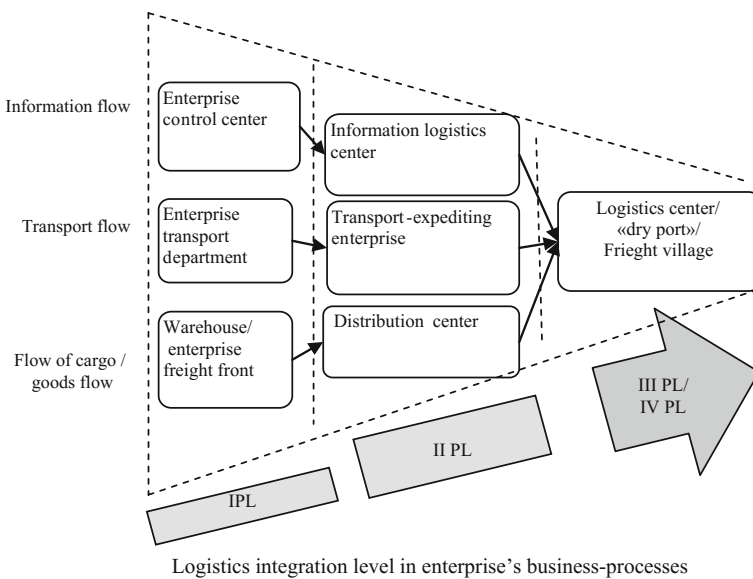 Information flow
Enterprise
control center
Information logistics
center
Transport flow
Enterprise
transport
department
Transport-expediting
enterprise
Logistics center/
«dry port»/
Frieght village
Flow of cargo /
goods flow
Warehouse/
enterprise
freight front
Distribution center
IPL
II PL
III PL/
IV PL
Logistics integration level in enterprise's business-processes